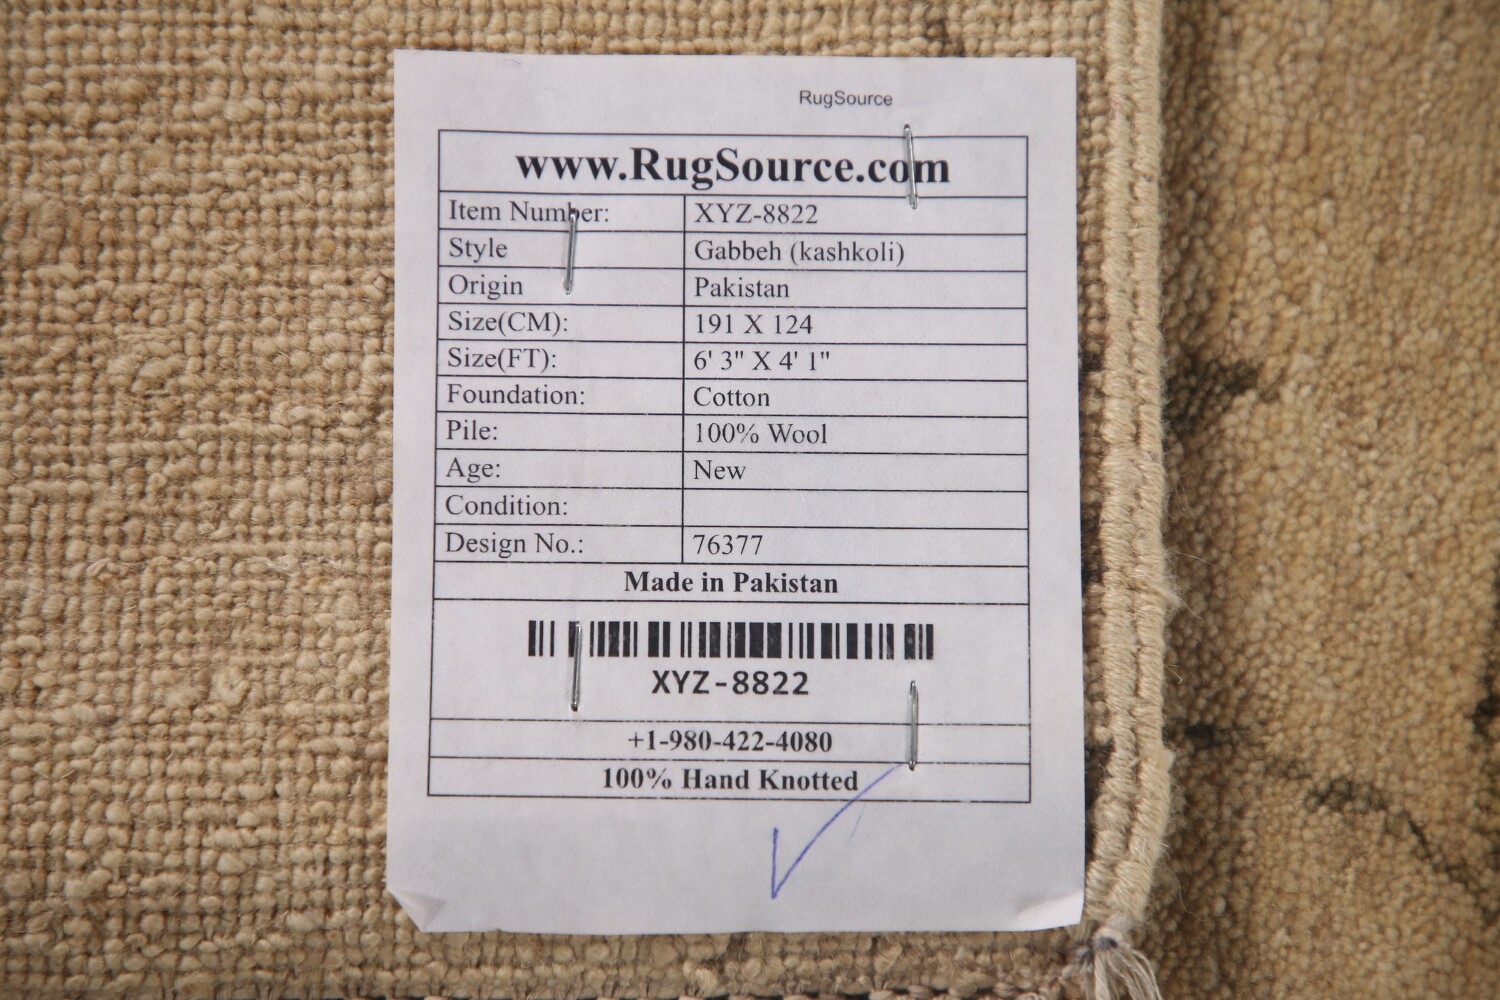 RugSource
www.RugSource.com
Item Number: XYZ-8822
Style Gabbeh (kashkoli)
Origin Pakistan
Size(CM): 191 X 124
Size(FT): 6' 3" X 4' 1"
Foundation: Cotton
Pile: 100% Wool
Age: New
Condition:
Design No.: 76377
Made in Pakistan
XYZ-8822
+1-980-422-4080
100% Hand Knotted